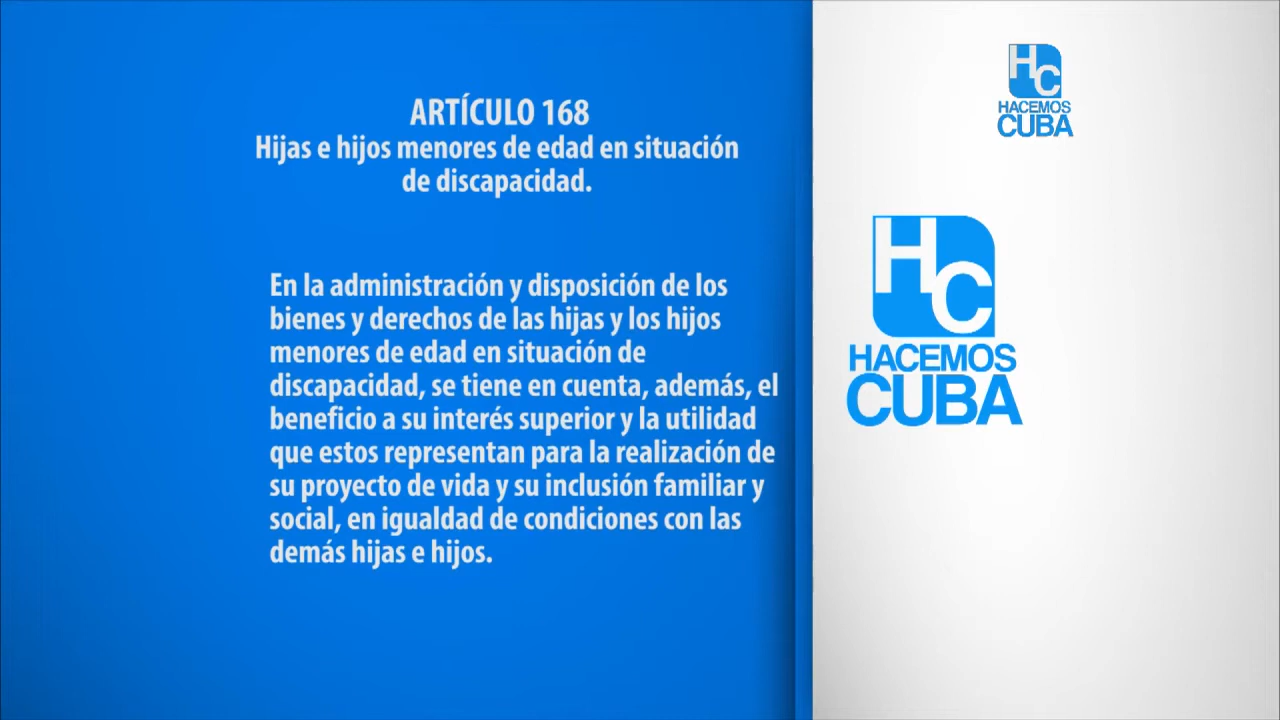 ARTÍCULO 168
Hijas e hijos menores de edad en situación
de discapacidad.
En la administración y disposición de los
bienes y derechos de las hijas y los hijos
menores de edad en situación de
discapacidad, se tiene en cuenta, además, el
beneficio a su interés superior y la utilidad
que estos representan para la realización de
su proyecto de vida y su inclusión familiar y
social, en igualdad de condiciones con las
demás hijas e hijos.
HC
HACEMOS
CUBA
HC
HACEMOS
CUBA